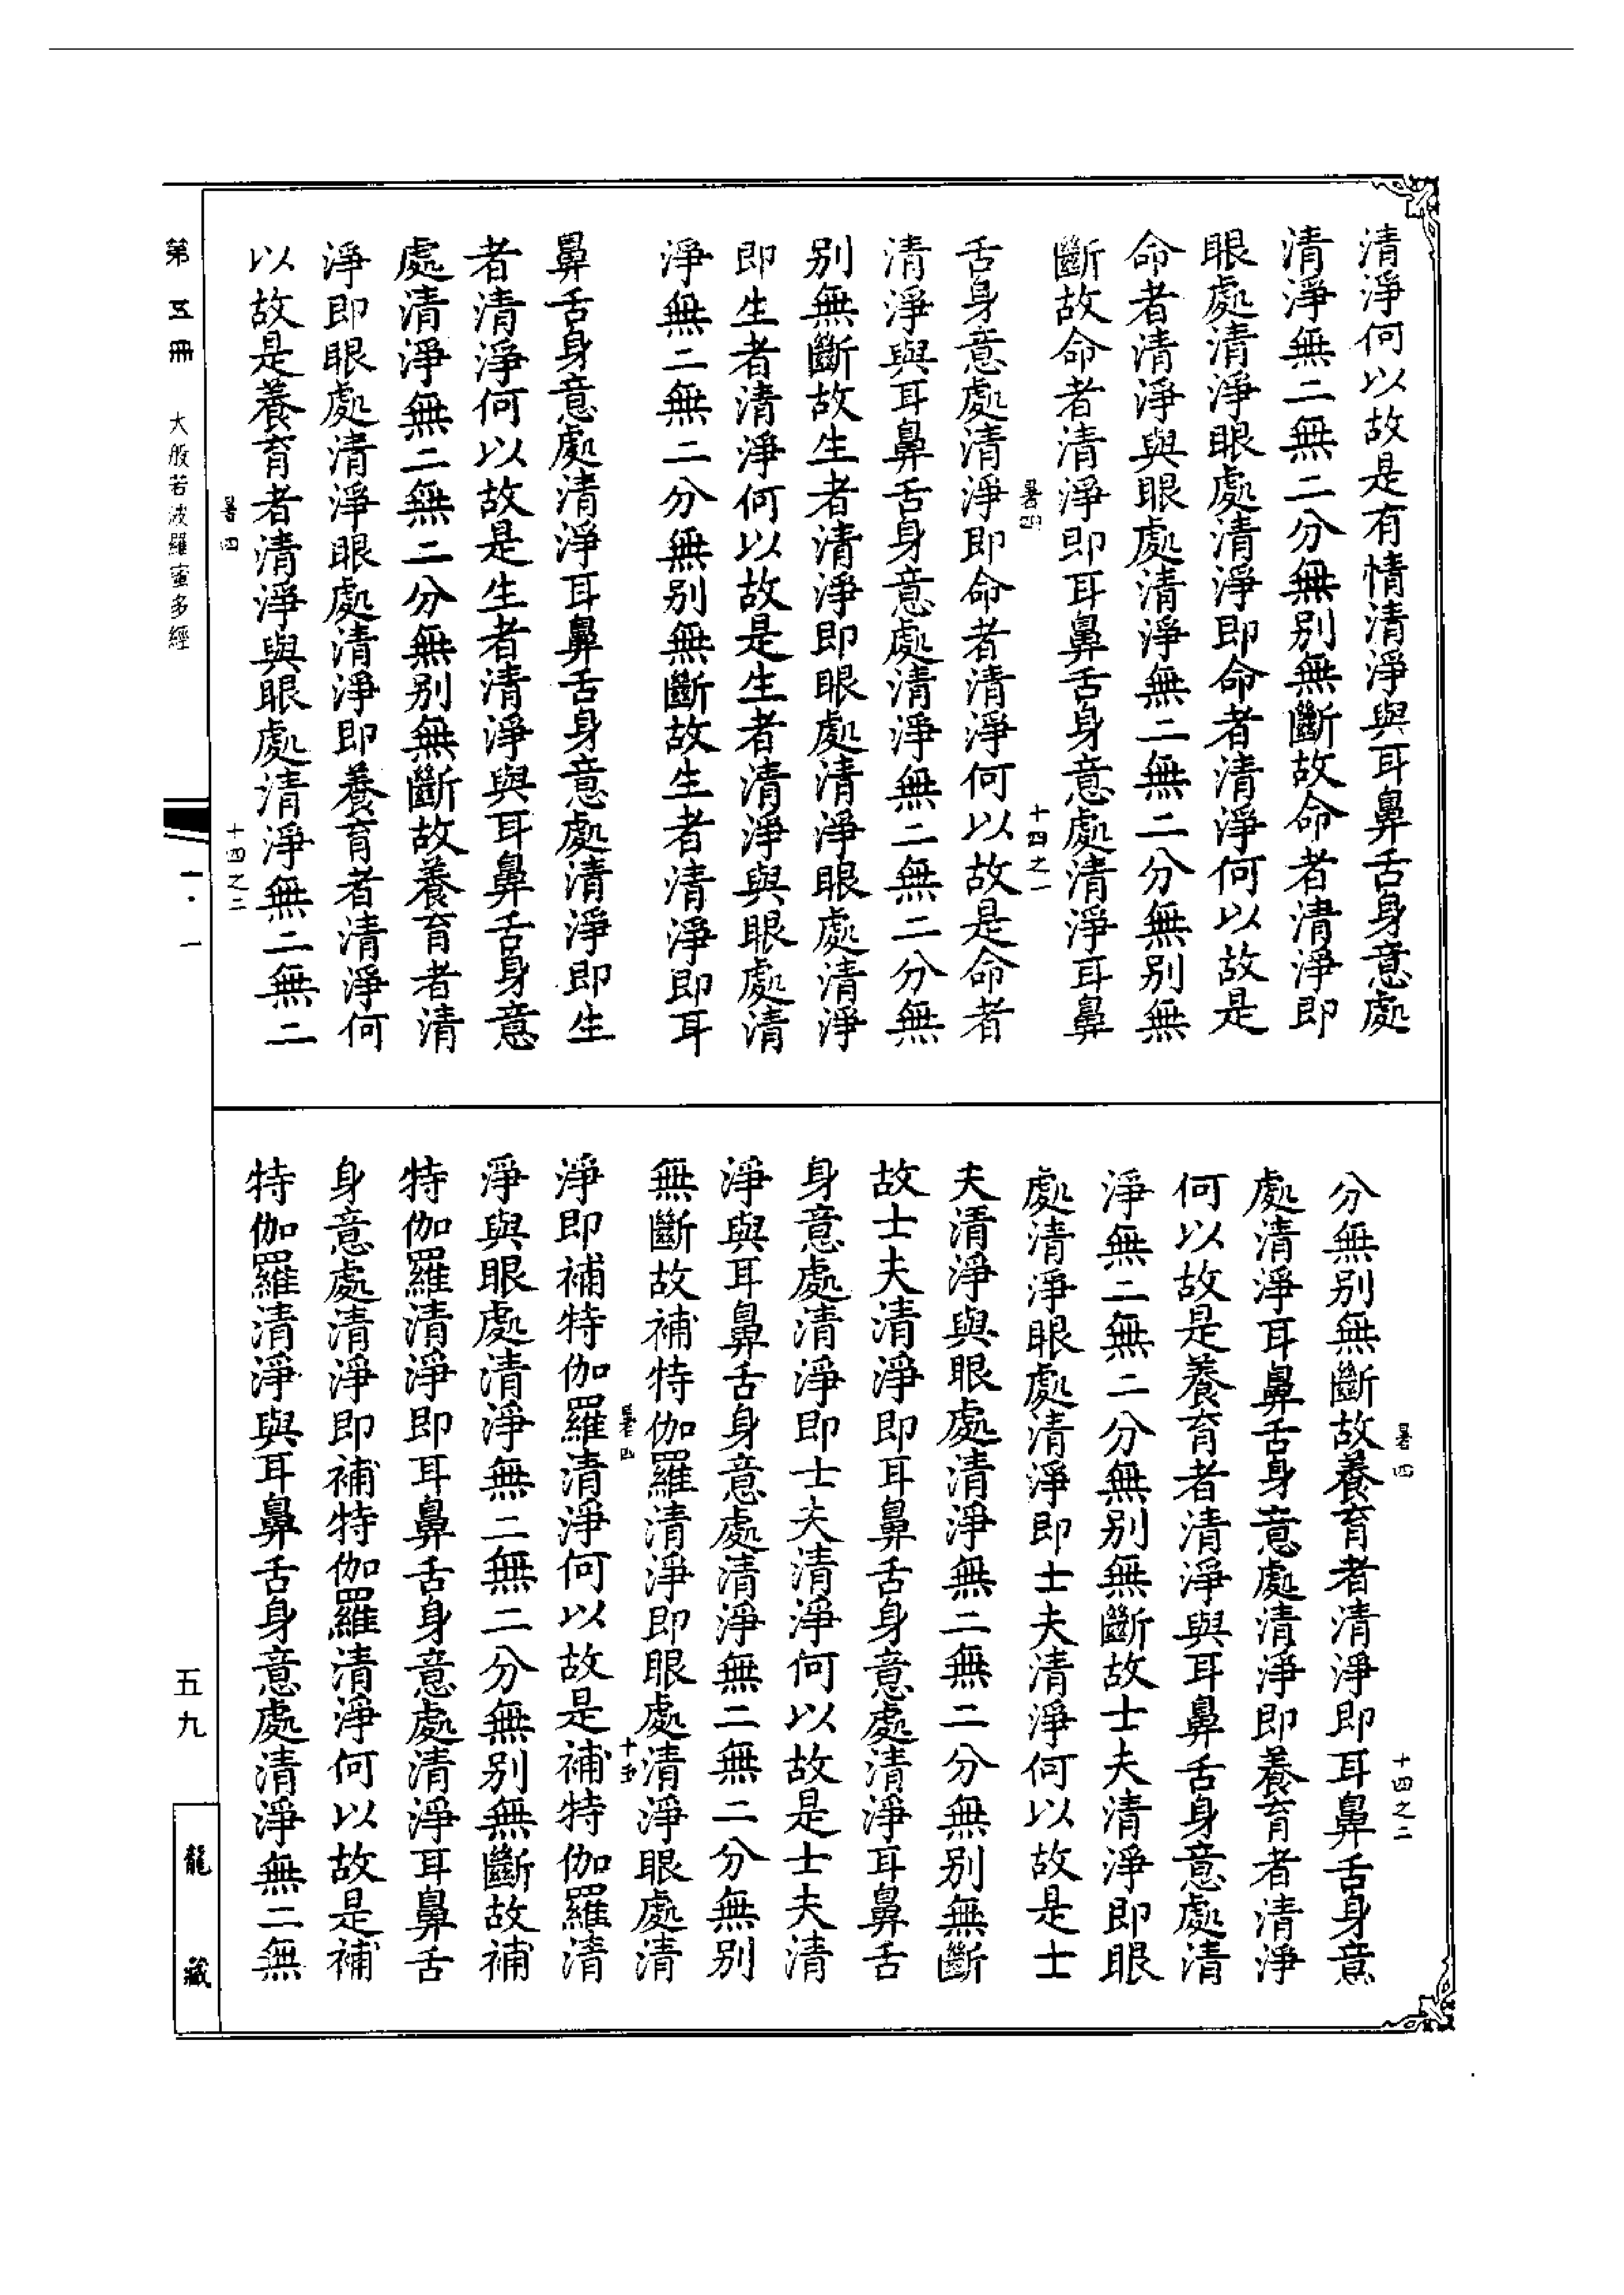 清淨何以故是有情清淨與耳鼻舌身意處
清淨無二無二分無別無斷故命者清淨即
眼處清淨眼處清淨即命者清淨何以故是
命者清淨與眼處清淨無二無二分無別無
斷故命者清淨即耳鼻舌身意處清淨耳鼻
暑四 十四之一
舌身意處清淨即命者清淨何以故是命者
清淨與耳鼻舌身意處清淨無二無二分無
別無斷故生者清淨即眼處清淨眼處清淨
即生者清淨何以故是生者清淨與眼處清
淨無二無二分無別無斷故生者清淨即耳
鼻舌身意處清淨耳鼻舌身意處清淨即生
者清淨何以故是生者清淨與耳鼻舌身意
處清淨無二無二分無別無斷故養育者清
淨即眼處清淨眼處清淨即養育者清淨何
以故是養育者清淨與眼處清淨無二無二
暑四 十四之二
暑四 十四之二
分無別無斷故養育者清淨即耳鼻舌身意
處清淨耳鼻舌身意處清淨即養育者清淨
何以故是養育者清淨與耳鼻舌身意處清
淨無二無二分無別無斷故士夫清淨即眼
處清淨眼處清淨即士夫清淨何以故是士
夫清淨與眼處清淨無二無二分無別無斷
故士夫清淨即耳鼻舌身意處清淨耳鼻舌
身意處清淨即士夫清淨何以故是士夫清
淨與耳鼻舌身意處清淨無二無二分無別
無斷故補特伽羅清淨即眼處清淨眼處清
暑四 十五
淨即補特伽羅清淨何以故是補特伽羅清
淨與眼處清淨無二無二分無別無斷故補
特伽羅清淨即耳鼻舌身意處清淨耳鼻舌
身意處清淨即補特伽羅清淨何以故是補
特伽羅清淨與耳鼻舌身意處清淨無二無
第五冊 大般若波羅蜜多經 一·一 五九 龍藏